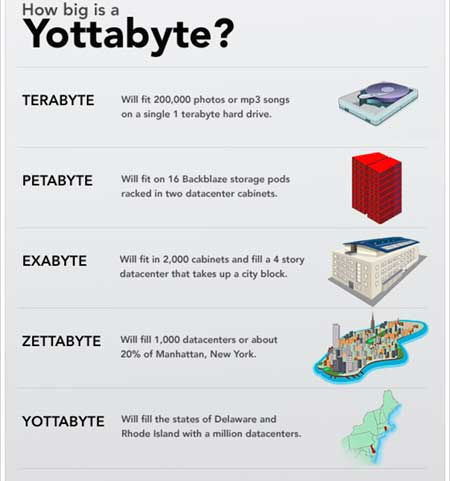 How big is a
Yottabyte?
TERABYTE
Will fit 200,000 photos or mp3 songs
on a single 1 terabyte hard drive.
PETABYTE
Will fit on 16 Backblaze storage pods
racked in two datacenter cabinets.
EXABYTE
Will fit in 2,000 cabinets and fill a 4 story
datacenter that takes up a city block.
ZETTABYTE
Will fill 1,000 datacenters or about
20% of Manhattan, New York.
YOTTABYTE
Will fill the states of Delaware and
Rhode Island with a million datacenters.